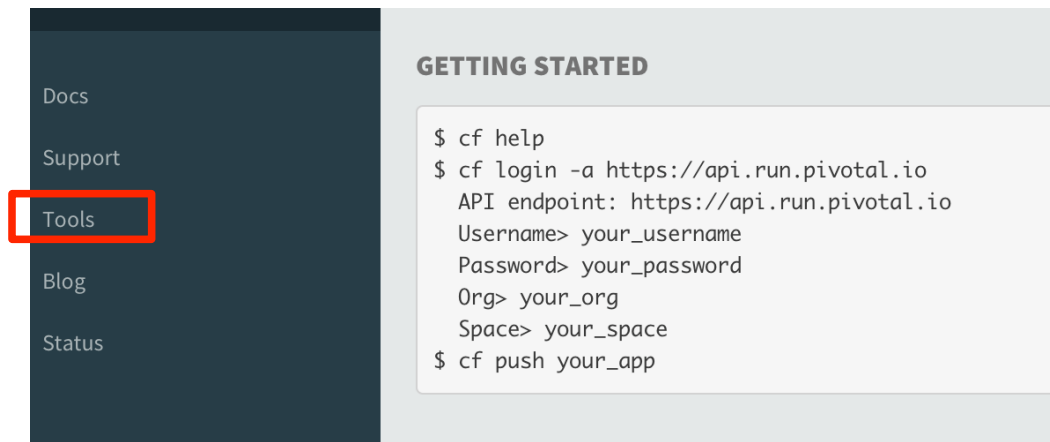 Docs
Support
Tools
Blog
Status
GETTING STARTED
$ cf help
$ cf login -a https://api.run.pivotal.io
API endpoint: https://api.run.pivotal.io
Username> your_username
Password> your_password
Org> your_org
Space> your_space
$ cf push your_app